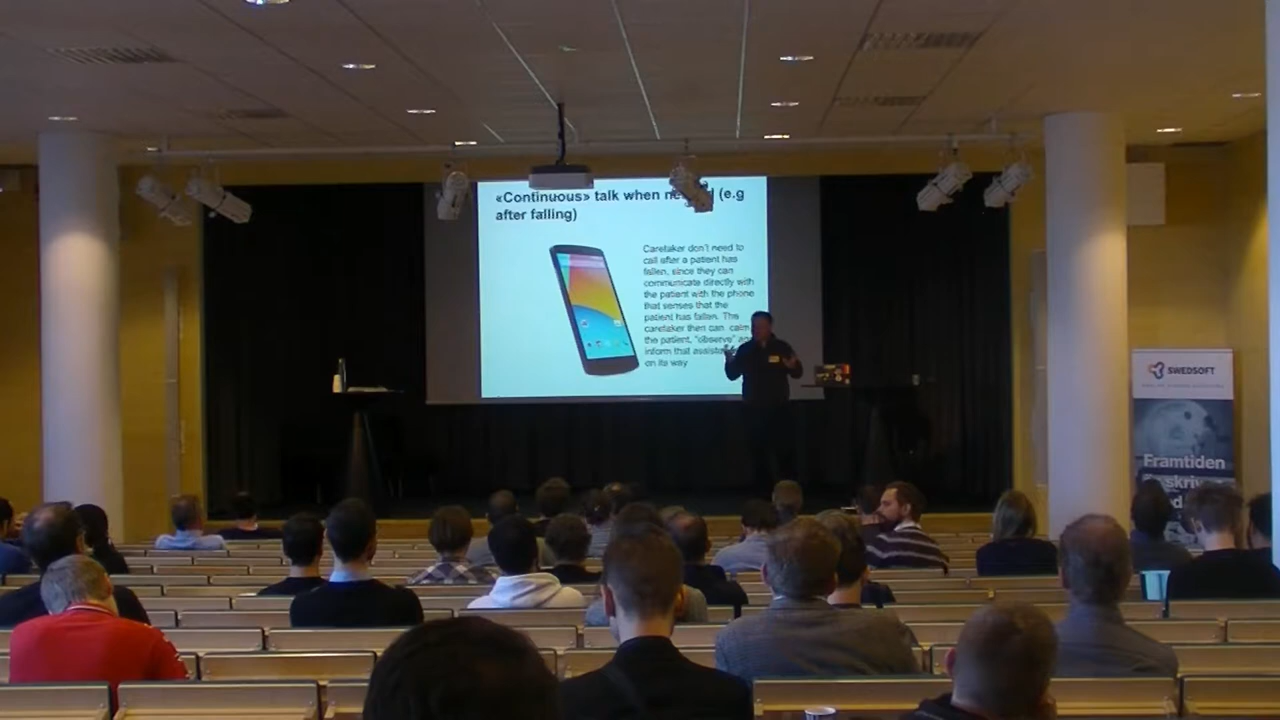 «Continuous» talk when (e.g
after falling)
Caretaker don't need to
call after a patient has
fallen, since they can
communicate directly with
the patient with the phone
that senses that the
patient has fallen. The
caretaker then can calm
the patient, "observe"
inform that
on its way
SWEDSOFT
Framtiden